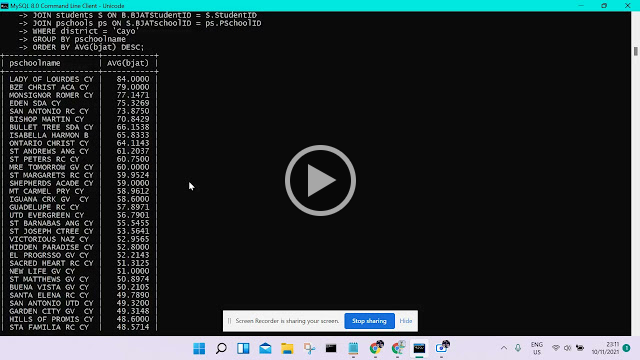 MySQL 8.0 Command Line Client - Unicode
-> JOIN students S ON B.BJATStudentID = S.StudentID
-> JOIN pschools ps ON S.BJATSchoolID = ps.PSchoolID
-> WHERE district = 'Cayo'
-> GROUP BY pschoolname
-> ORDER BY AVG(bjat) DESC;
| pschoolname | AVG(bjat) |
| LADY OF LOURDES CY | 84.0000 |
| BZE CHRIST ACA CY | 79.0000 |
| MONSIGNOR ROMER CY | 77.1471 |
| EDEN SDA CY | 75.3269 |
| SAN ANTONIO RC CY | 73.8750 |
| BISHOP MARTIN CY | 70.8429 |
| BULLET TREE SDA CY | 66.1538 |
| ISABELLA HARMON B | 65.8333 |
| ONTARIO CHRIST CY | 64.1143 |
| ST ANDREWS ANG CY | 61.2037 |
| ST PETERS RC CY | 60.7500 |
| MRE TOMORROW GV CY | 60.0000 |
| ST MARGARETS RC CY | 59.9524 |
| SHEPHERDS ACADE CY | 59.0000 |
| MT CARMEL PRY CY | 58.9612 |
| IGUANA CRK GV CY | 58.6000 |
| GUADELUPE RC CY | 57.8971 |
| UTD EVERGREEN CY | 56.7901 |
| ST BARNABAS ANG CY | 55.5455 |
| ST JOSEPH CTREE CY | 53.5641 |
| VICTORIOUS NAZ CY | 52.9565 |
| HIDDEN PARADISE CY | 52.8000 |
| EL PROGRSSO GV CY | 52.2143 |
| SACRED HEART RC CY | 51.3125 |
| NEW LIFE GV CY | 51.0000 |
| ST MATTHEWS GV CY | 50.8974 |
| BUENA VISTA GV CY | 50.2105 |
| SANTA ELENA RC CY | 49.7890 |
| SAN ANTONIO UTD CY | 49.3200 |
| GARDEN CITY GV CY | 49.3148 |
| HILLS OF PROMIS CY | 48.6000 |
| STA FAMILIA RC CY | 48.5714 |
Screen Recorder is sharing your screen.
Stop sharing
Hide
ENG
US
23:11
10/11/2021